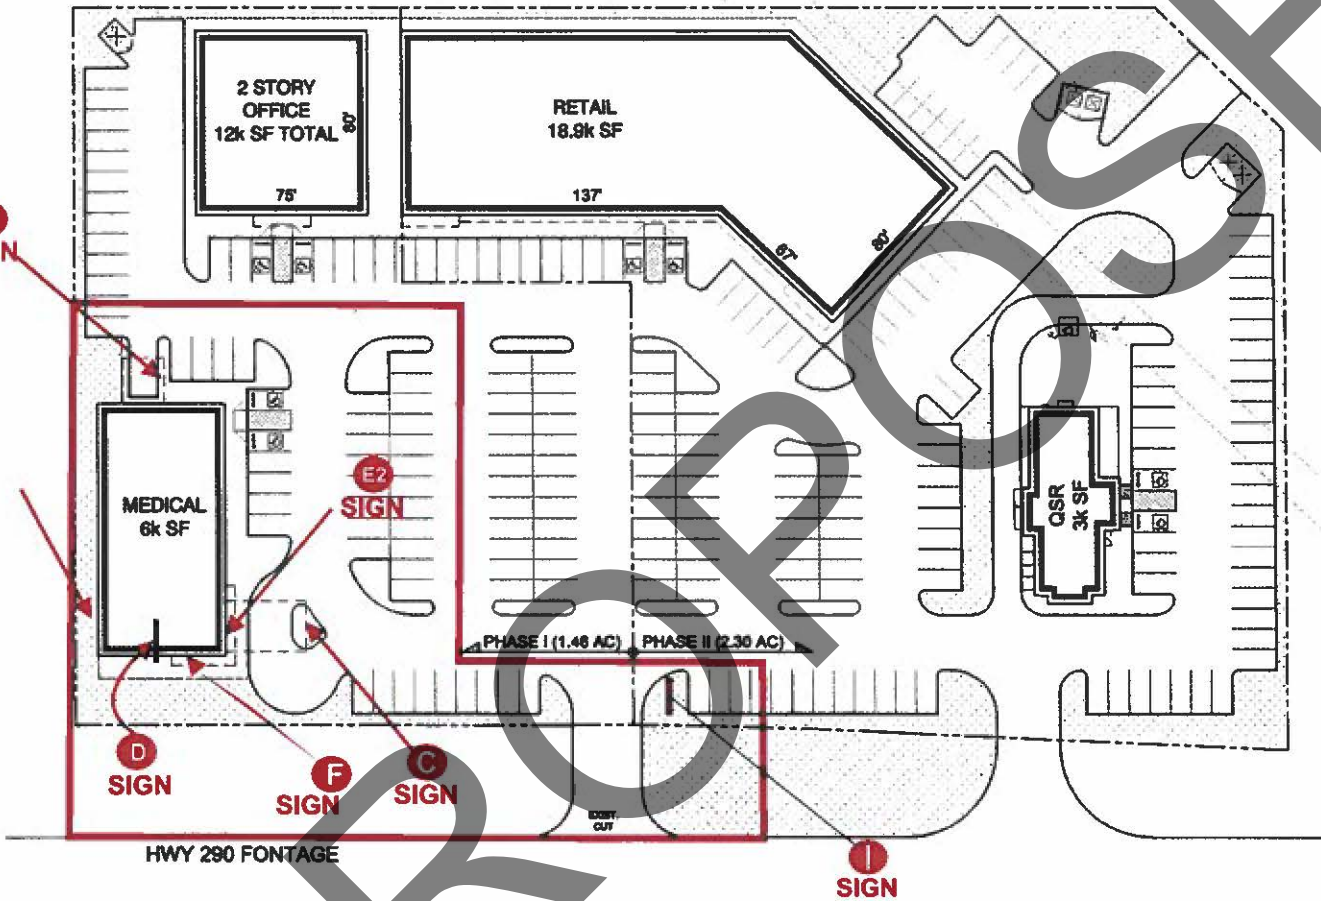 2 STORY
OFFICE
12k SF TOTAL
80'
75'
RETAIL
18.9k SF
137'
67'
80'
N
MEDICAL
6k SF
E2
SIGN
QSR
3k SF
PHASE I (1.46 AC)
PHASE II (2.30 AC)
D
SIGN
F
SIGN
C
SIGN
EXIST.
CUT
HWY 290 FONTAGE
I
SIGN
ROPOS